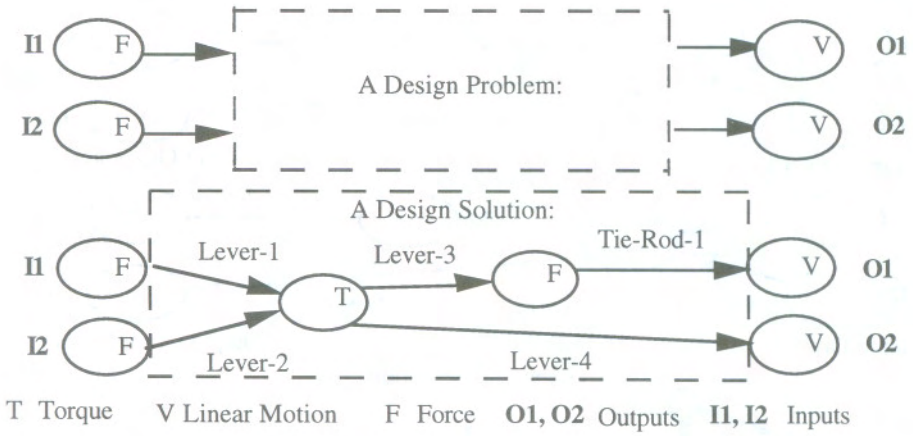 I1 F V O1
A Design Problem:
I2 F V O2
A Design Solution:
Lever-1 Lever-3 Tie-Rod-1
I1 F T F V O1
I2 F V O2
Lever-2 Lever-4
T Torque V Linear Motion F Force O1, O2 Outputs I1, I2 Inputs